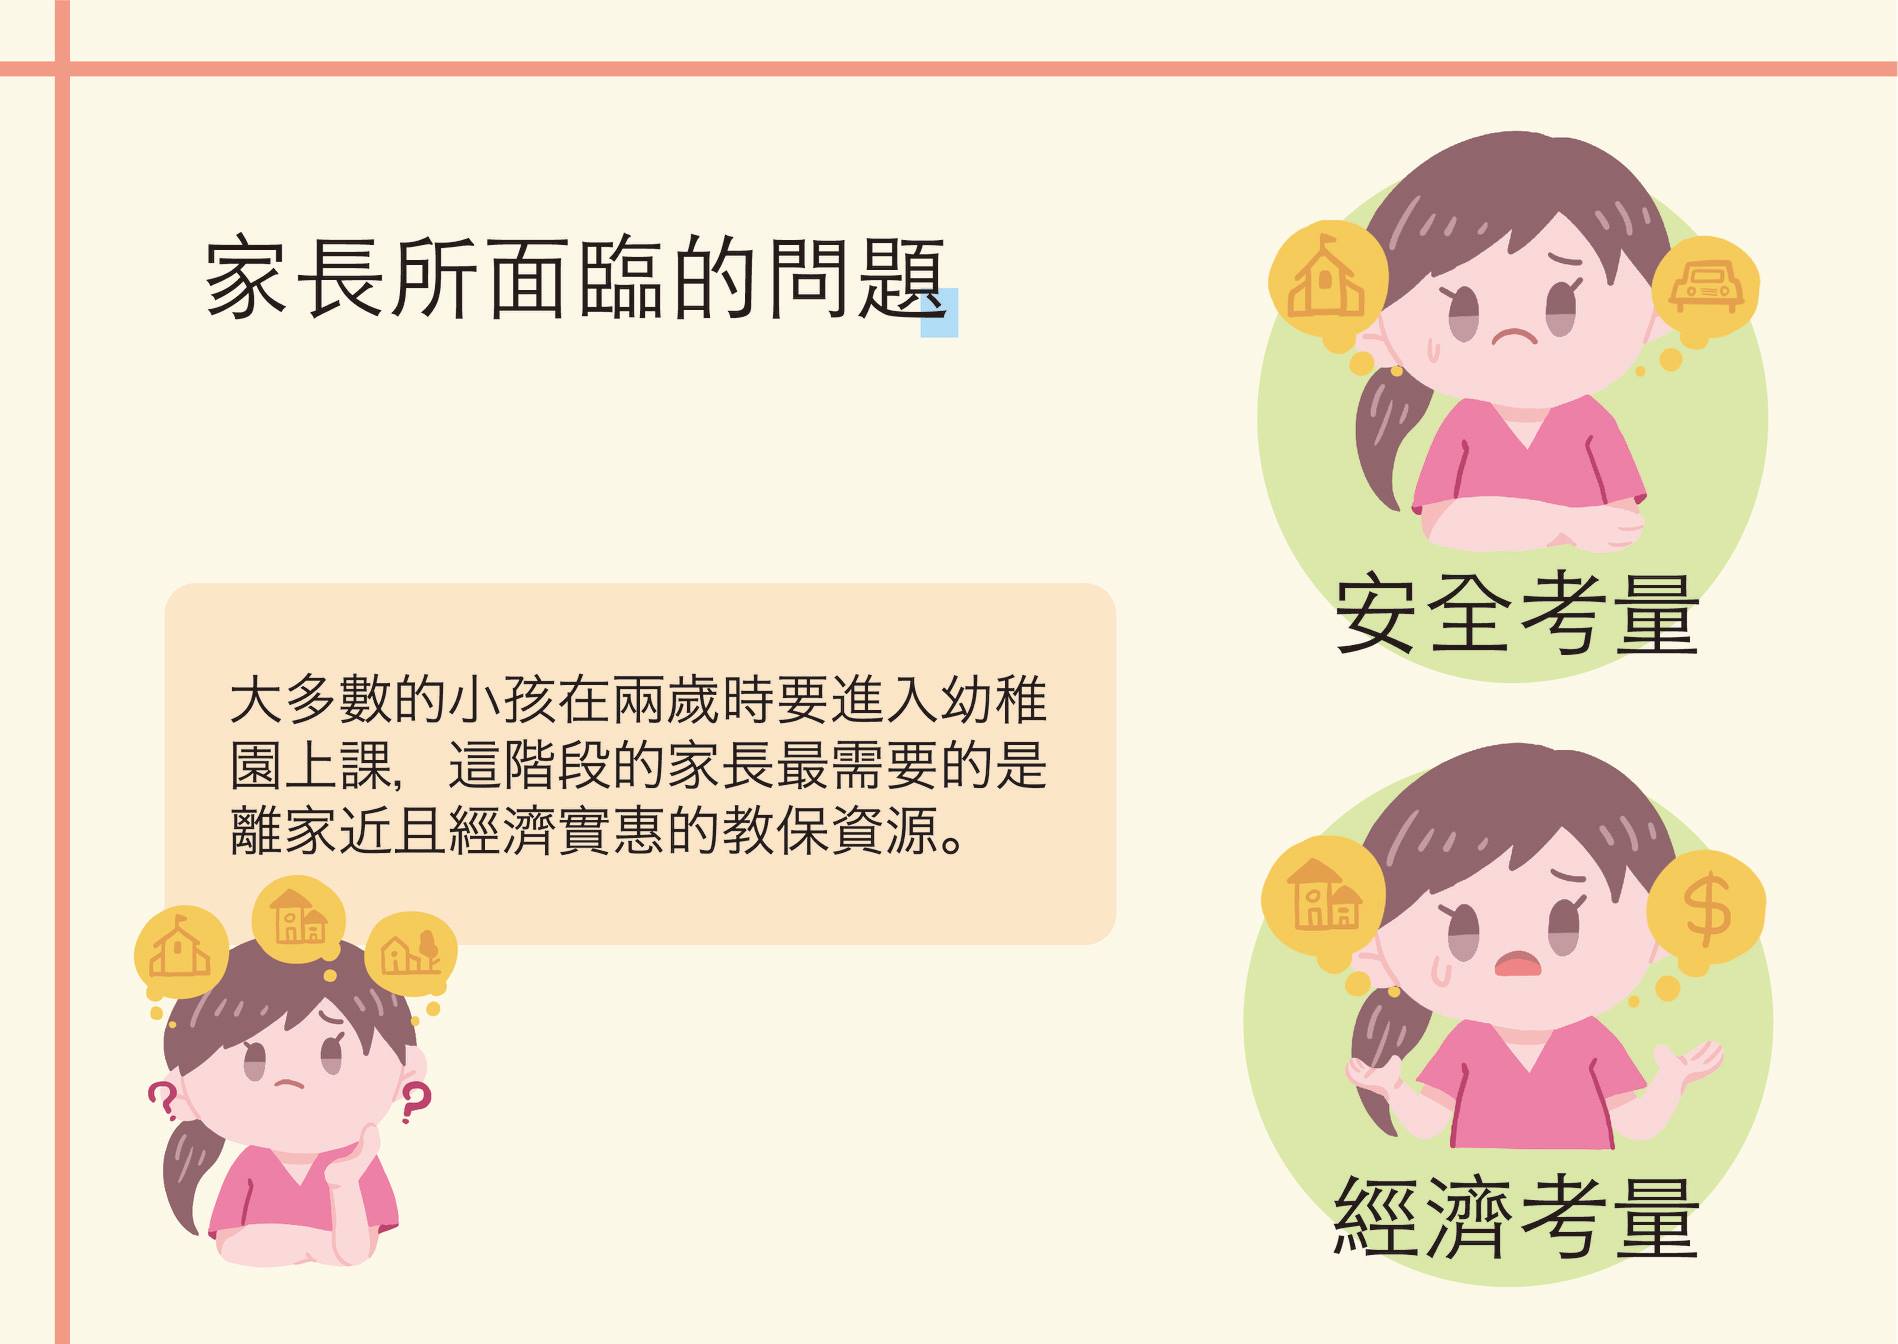 家長所面臨的問題
大多數的小孩在兩歲時要進入幼稚
園上課，這階段的家長最需要的是
離家近且經濟實惠的教保資源。
安全考量
$
經濟考量
? ?